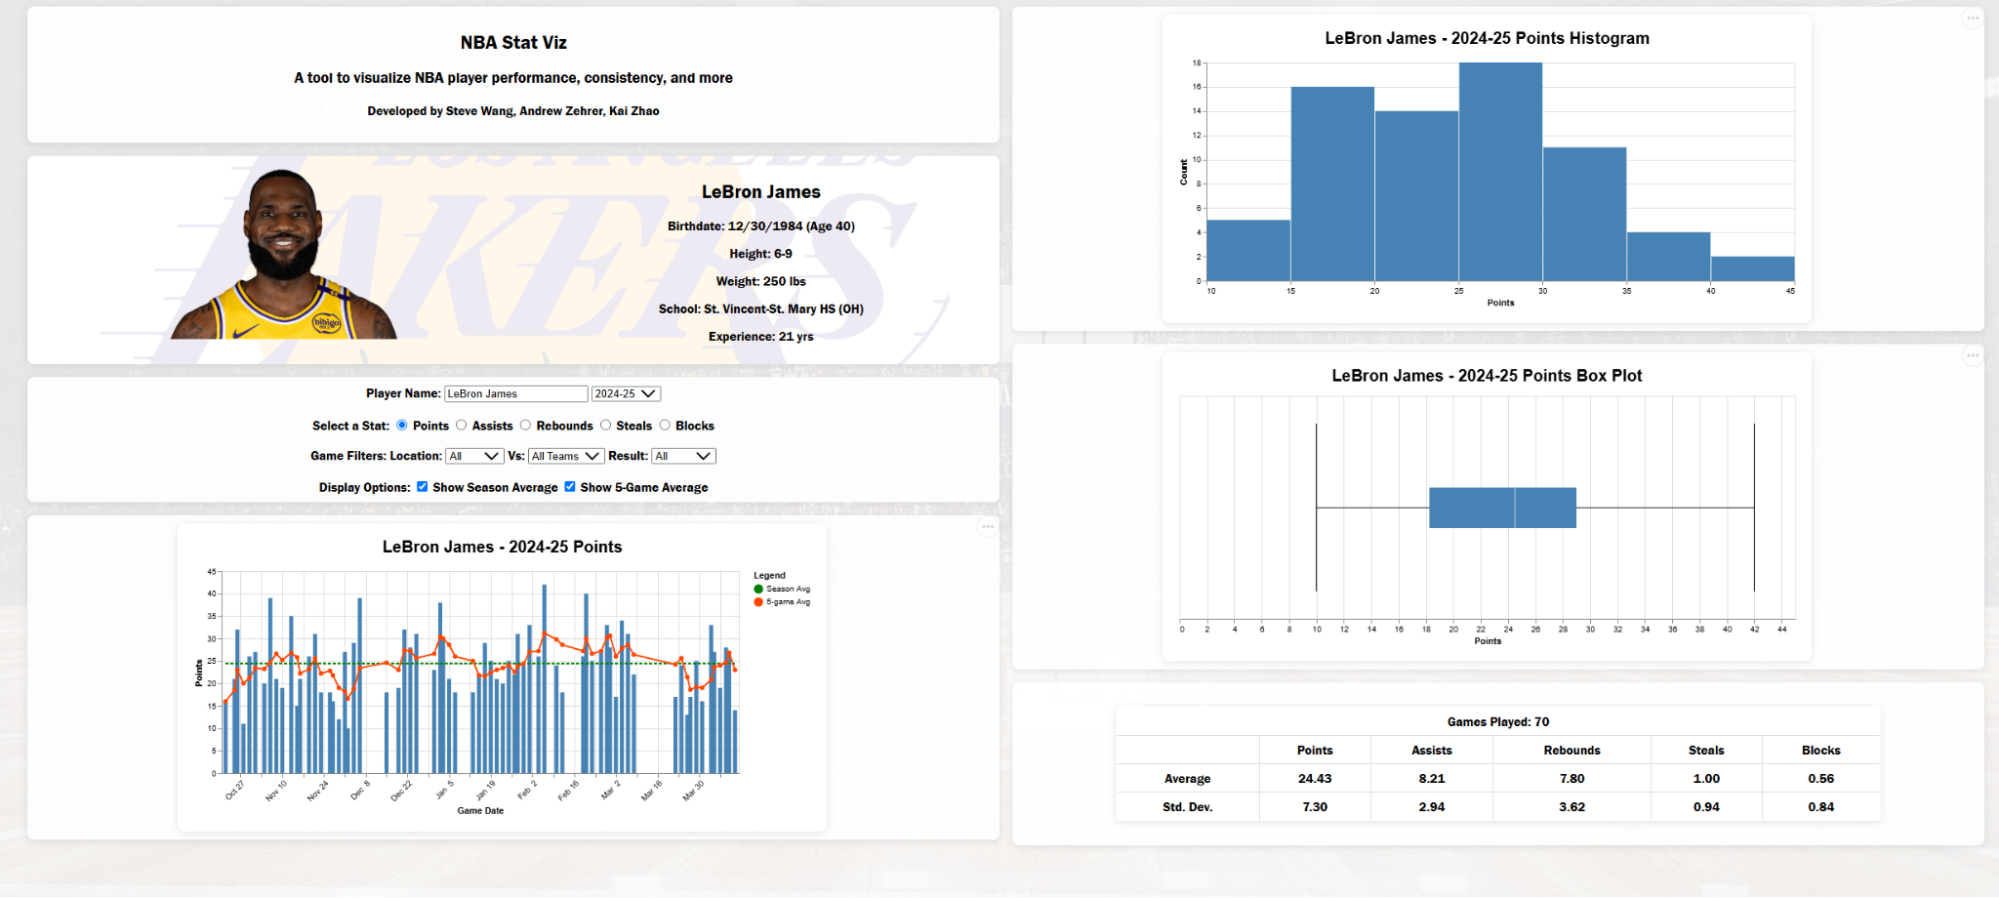 NBA Stat Viz
A tool to visualize NBA player performance, consistency, and more
Developed by Steve Wang, Andrew Zehrer, Kai Zhao
LOS ANGELES
LAKERS
bibigo
LeBron James
Birthdate: 12/30/1984 (Age 40)
Height: 6-9
Weight: 250 lbs
School: St. Vincent-St. Mary HS (OH)
Experience: 21 yrs
Player Name: LeBron James 2024-25
Select a Stat: Points Assists Rebounds Steals Blocks
Game Filters: Location: All Vs: All Teams Result: All
Display Options: Show Season Average Show 5-Game Average
LeBron James - 2024-25 Points
Legend
Season Avg
5-game Avg
45
40
35
30
25
20
15
10
5
0
Points
Oct 27 Nov 10 Nov 24 Dec 8 Dec 22 Jan 5 Jan 19 Feb 2 Feb 16 Mar 2 Mar 16 Mar 30
Game Date
LeBron James - 2024-25 Points Histogram
18
16
14
12
10
8
6
4
2
0
Count
10 15 20 25 30 35 40 45
Points
LeBron James - 2024-25 Points Box Plot
0 2 4 6 8 10 12 14 16 18 20 22 24 26 28 30 32 34 36 38 40 42 44
Points
Games Played: 70
Points Assists Rebounds Steals Blocks
Average 24.43 8.21 7.80 1.00 0.56
Std. Dev. 7.30 2.94 3.62 0.94 0.84